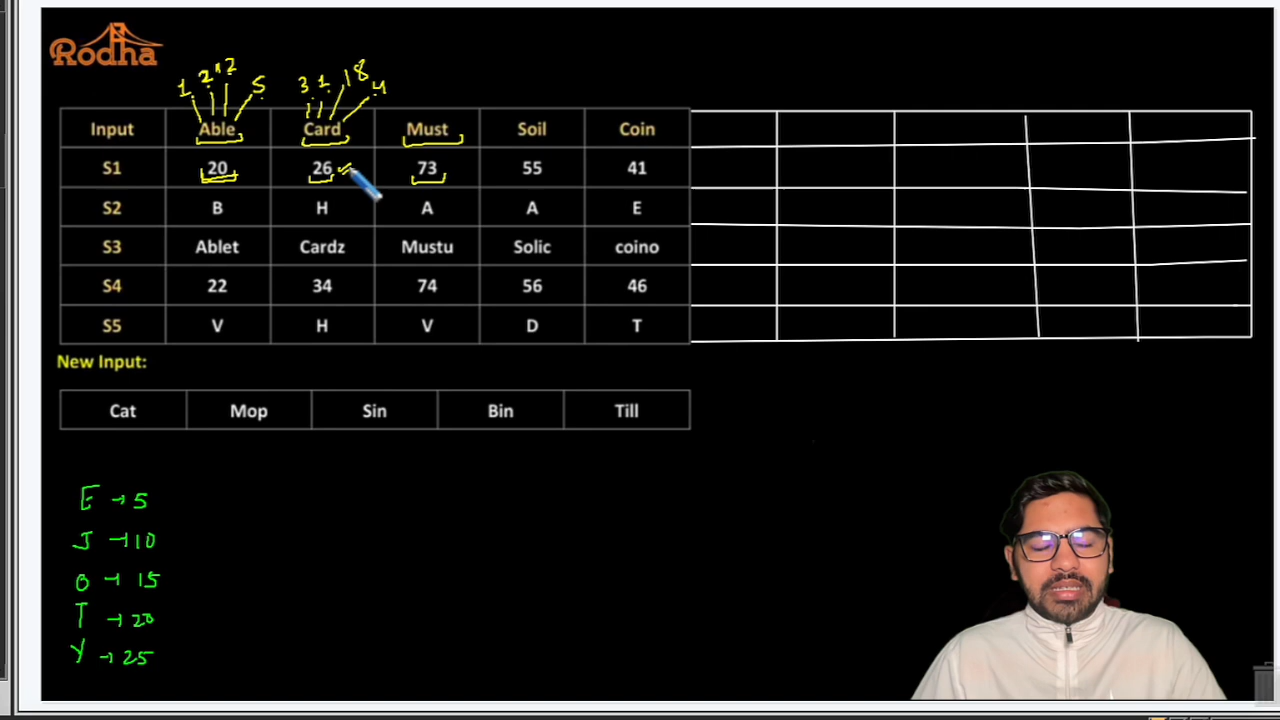 Rodha
1 2 12 5 3 1 18 4
Input Able Card Must Soil Coin
S1 20 26 73 55 41
S2 B H A A E
S3 Ablet Cardz Mustu Solic coino
S4 22 34 74 56 46
S5 V H V D T
New Input:
Cat Mop Sin Bin Till
E → 5
J → 10
O → 15
T → 20
Y → 25